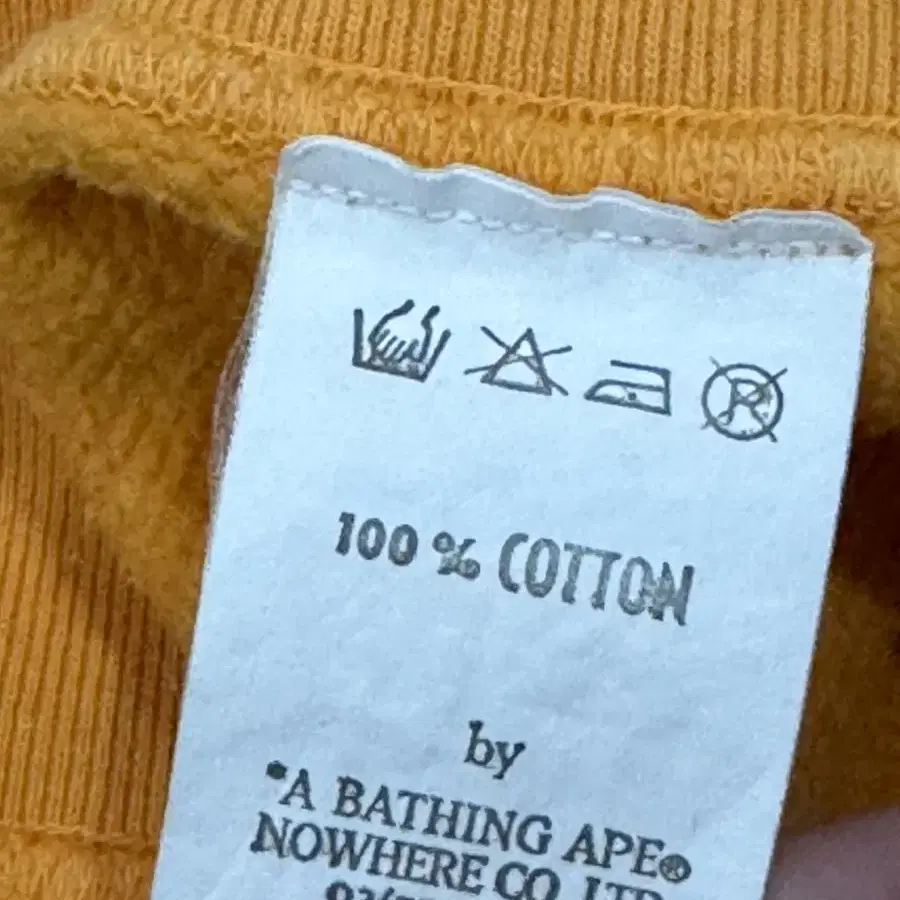 100 % COTTON
by
*A BATHING APE®
NOWHERE CO. LTD